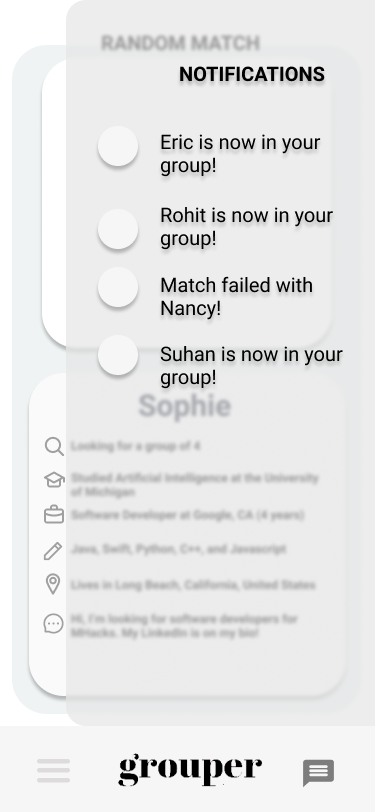 RANDOM MATCH
NOTIFICATIONS
Eric is now in your
group!
Rohit is now in your
group!
Match failed with
Nancy!
Suhan is now in your
group!
Sophie
Looking for a group of 4
Studied Artificial Intelligence at the University
of Michigan
Software Developer at Google, CA (4 years)
Java, Swift, Python, C++, and Javascript
Lives in Long Beach, California, United States
Hi, I'm looking for software developers for
MHacks. My LinkedIn is on my bio!
grouper